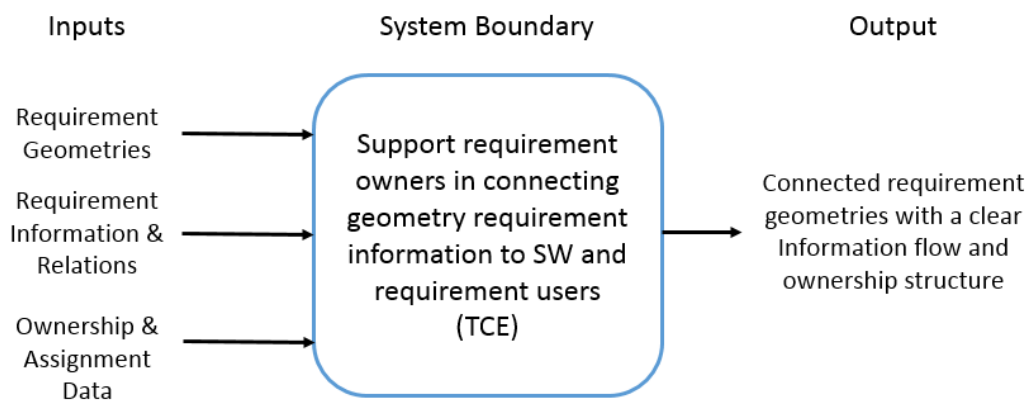 Inputs
System Boundary
Output
Requirement
Geometries
Requirement
Information &
Relations
Ownership &
Assignment
Data
Support requirement
owners in connecting
geometry requirement
information to SW and
requirement users
(TCE)
Connected requirement
geometries with a clear
Information flow and
ownership structure